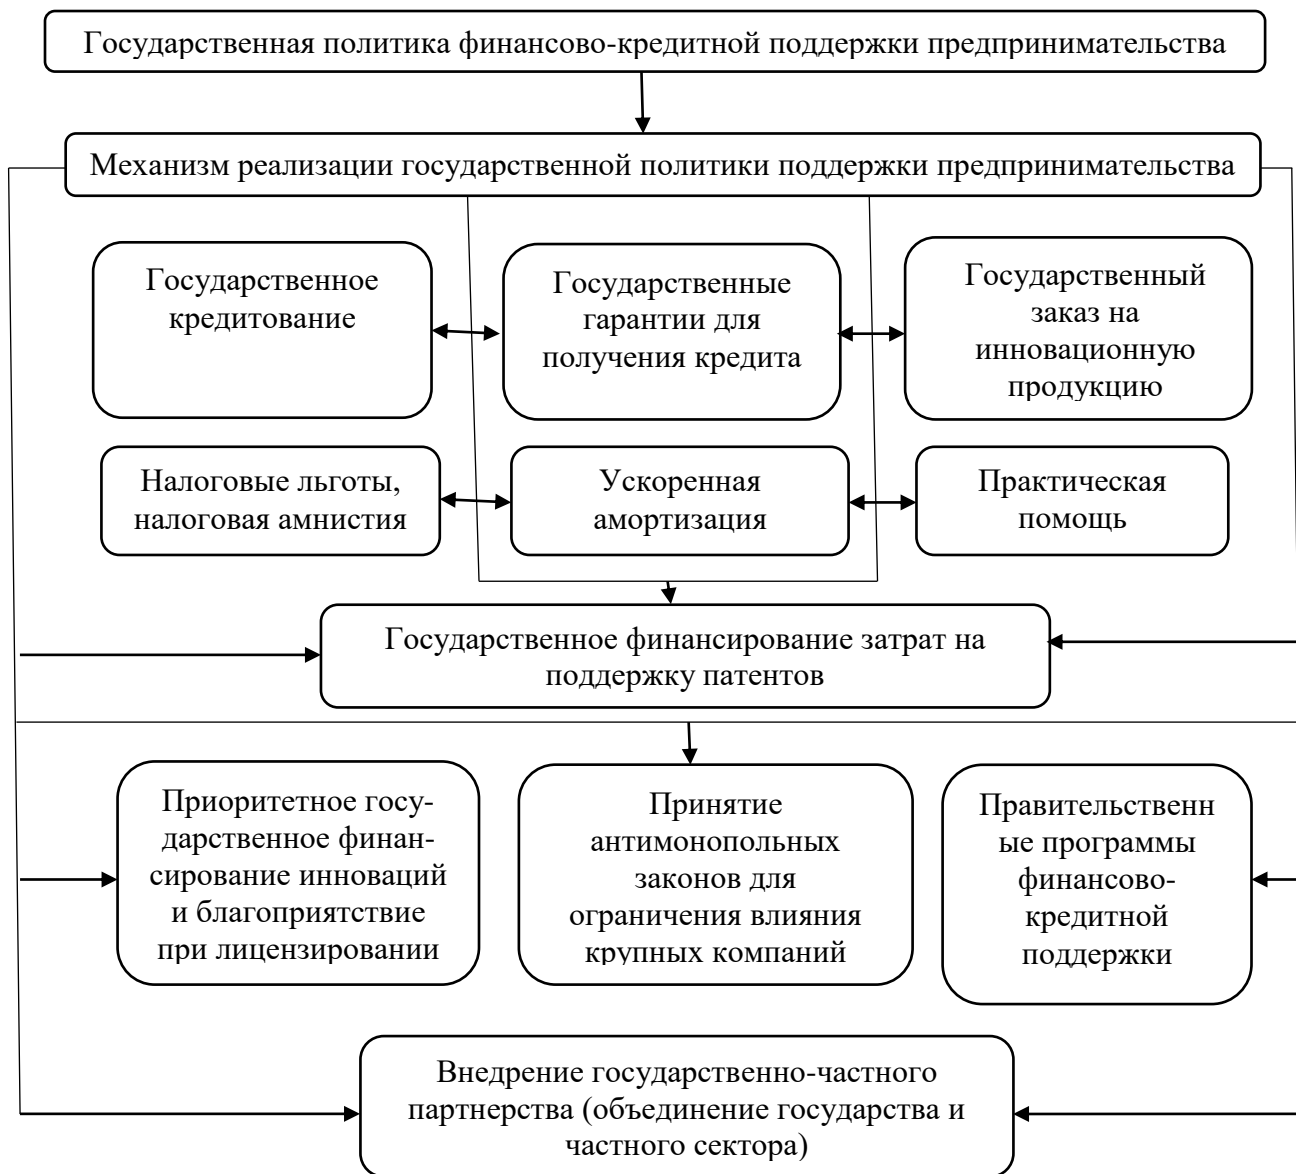 Государственная политика финансово-кредитной поддержки предпринимательства
Механизм реализации государственной политики поддержки предпринимательства
Государственное
кредитование
Государственные
гарантии для
получения кредита
Государственный
заказ на
инновационную
продукцию
Налоговые льготы,
налоговая амнистия
Ускоренная
амортизация
Практическая
помощь
Государственное финансирование затрат на
поддержку патентов
Приоритетное госу-
дарственное финан-
сирование инноваций
и благоприятствие
при лицензировании
Принятие
антимонопольных
законов для
ограничения влияния
крупных компаний
Правительственн
ые программы
финансово-
кредитной
поддержки
Внедрение государственно-частного
партнерства (объединение государства и
частного сектора)